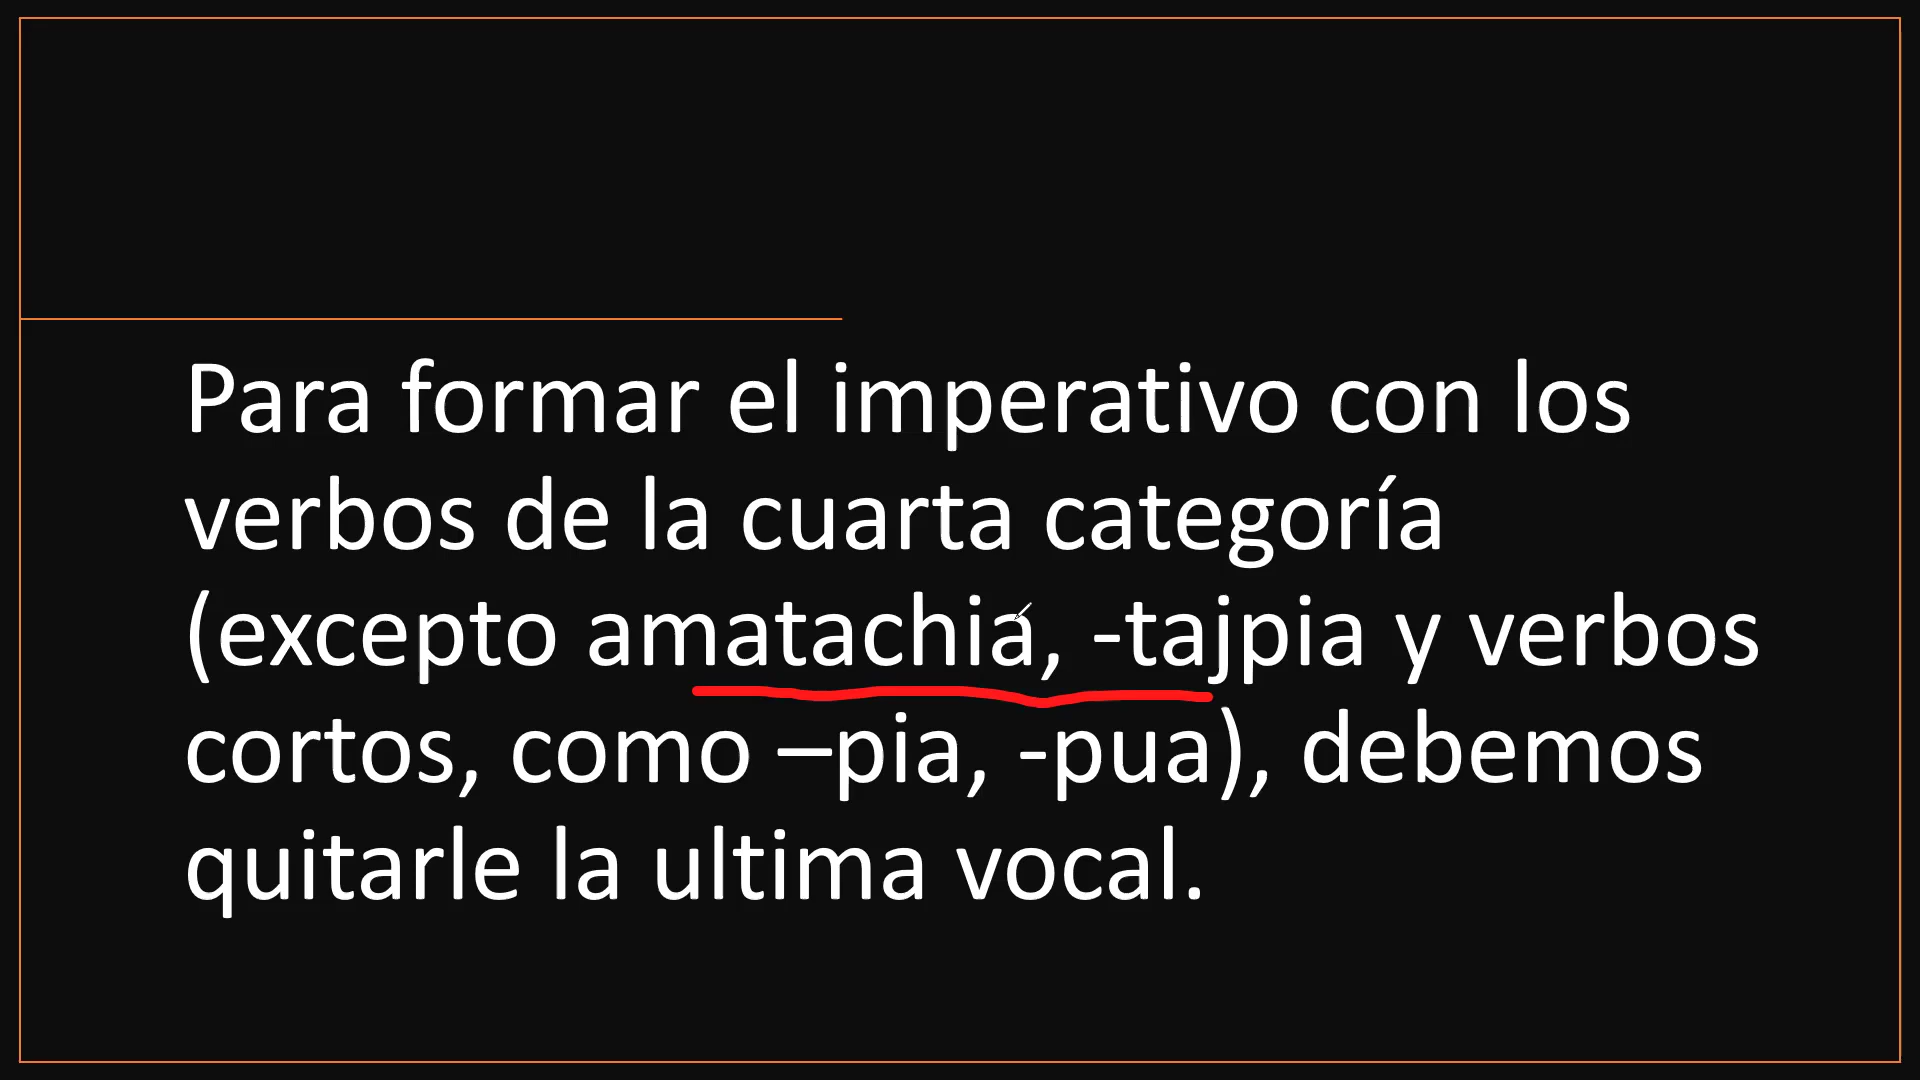 Para formar el imperativo con los
verbos de la cuarta categoría
(excepto amatachia, -tajpia y verbos
cortos, como –pia, -pua), debemos
quitarle la ultima vocal.